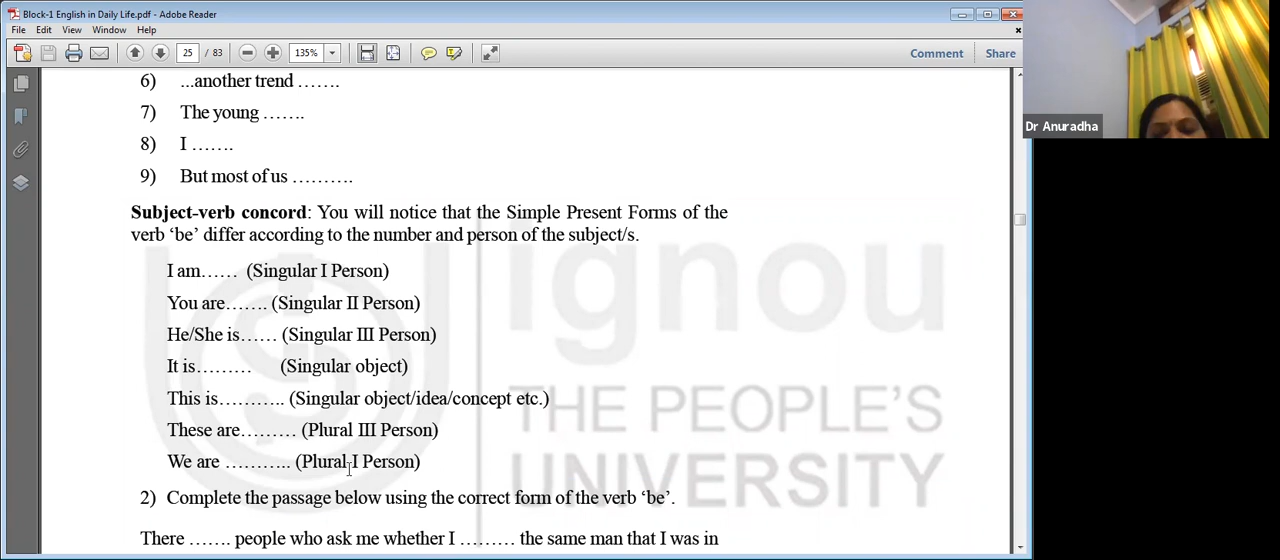 Block-1 English in Daily Life.pdf - Adobe Reader
File Edit View Window Help
25 / 83 135% Comment Share
6) ...another trend …….
7) The young …….
8) I …….
9) But most of us ……….
Subject-verb concord: You will notice that the Simple Present Forms of the
verb ‘be’ differ according to the number and person of the subject/s.
I am…… (Singular I Person)
You are……. (Singular II Person)
He/She is…… (Singular III Person)
It is……… (Singular object)
This is……….. (Singular object/idea/concept etc.)
These are……… (Plural III Person)
We are ……….. (Plural I Person)
2) Complete the passage below using the correct form of the verb ‘be’.
There ……. people who ask me whether I ……… the same man that I was in
ignou
THE PEOPLE'S
UNIVERSITY
Dr Anuradha